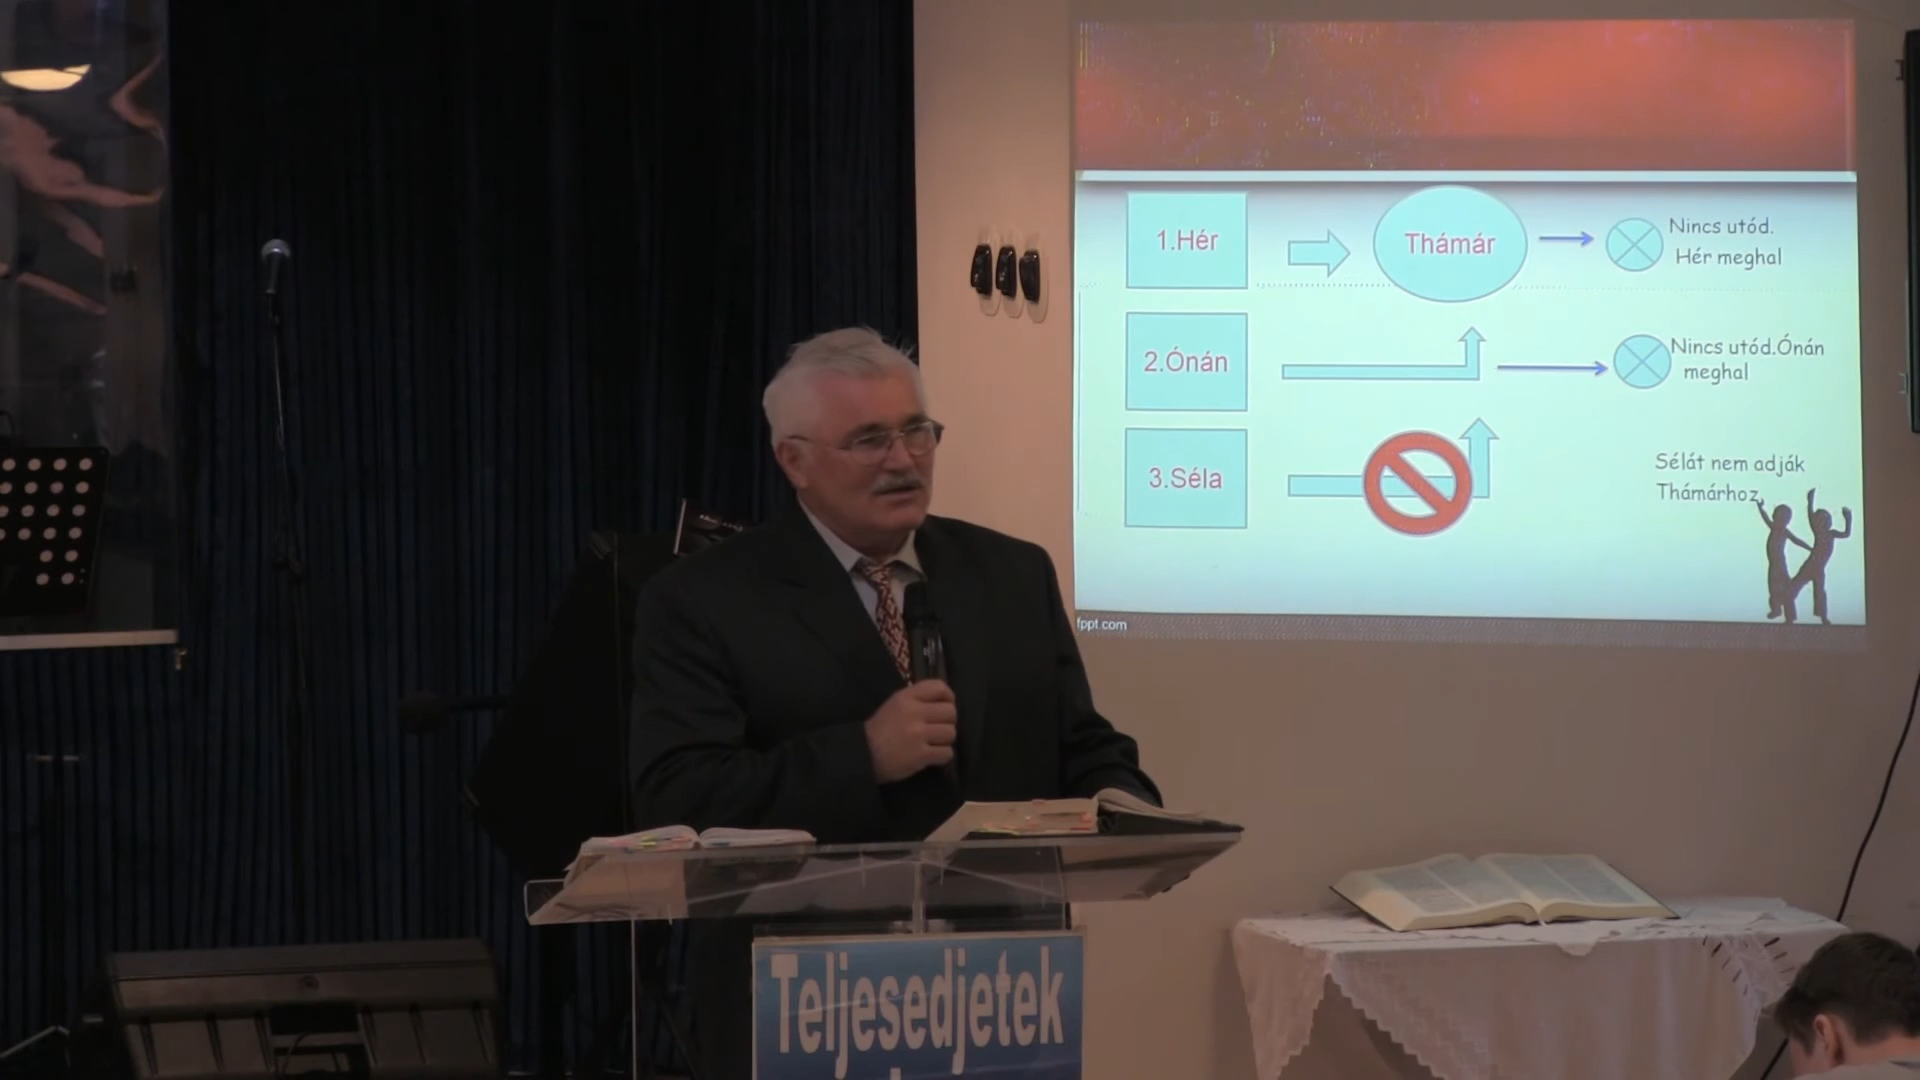 1.Hér
Thámár
Nincs utód.
Hér meghal
2.Ónán
Nincs utód.Ónán
meghal
3.Séla
Sélát nem adják
Thámárhoz
fppt.com
Teljesedjetek